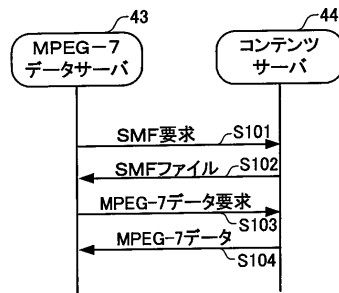 43
44
MPEG-7
データサーバ
コンテンツ
サーバ
SMF要求
S101
SMFファイル
S102
MPEG-7データ要求
S103
MPEG-7データ
S104